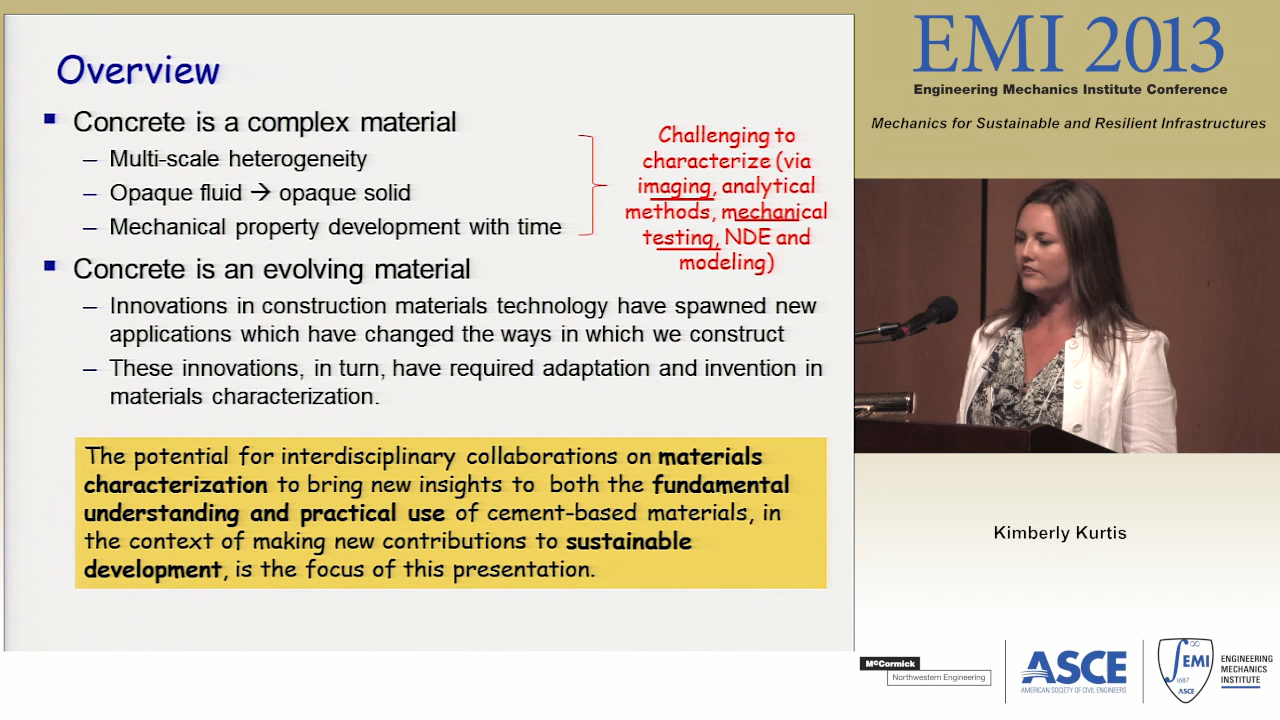 Overview
Concrete is a complex material
– Multi-scale heterogeneity
– Opaque fluid → opaque solid
– Mechanical property development with time
Challenging to
characterize (via
imaging, analytical
methods, mechanical
testing, NDE and
modeling)
Concrete is an evolving material
– Innovations in construction materials technology have spawned new
applications which have changed the ways in which we construct
– These innovations, in turn, have required adaptation and invention in
materials characterization.
The potential for interdisciplinary collaborations on materials
characterization to bring new insights to both the fundamental
understanding and practical use of cement-based materials, in
the context of making new contributions to sustainable
development, is the focus of this presentation.
EMI 2013
Engineering Mechanics Institute Conference
Mechanics for Sustainable and Resilient Infrastructures
Kimberly Kurtis
McCormick
Northwestern Engineering
ASCE
AMERICAN SOCIETY OF CIVIL ENGINEERS
EMI
1687
ASCE
ENGINEERING
MECHANICS
INSTITUTE